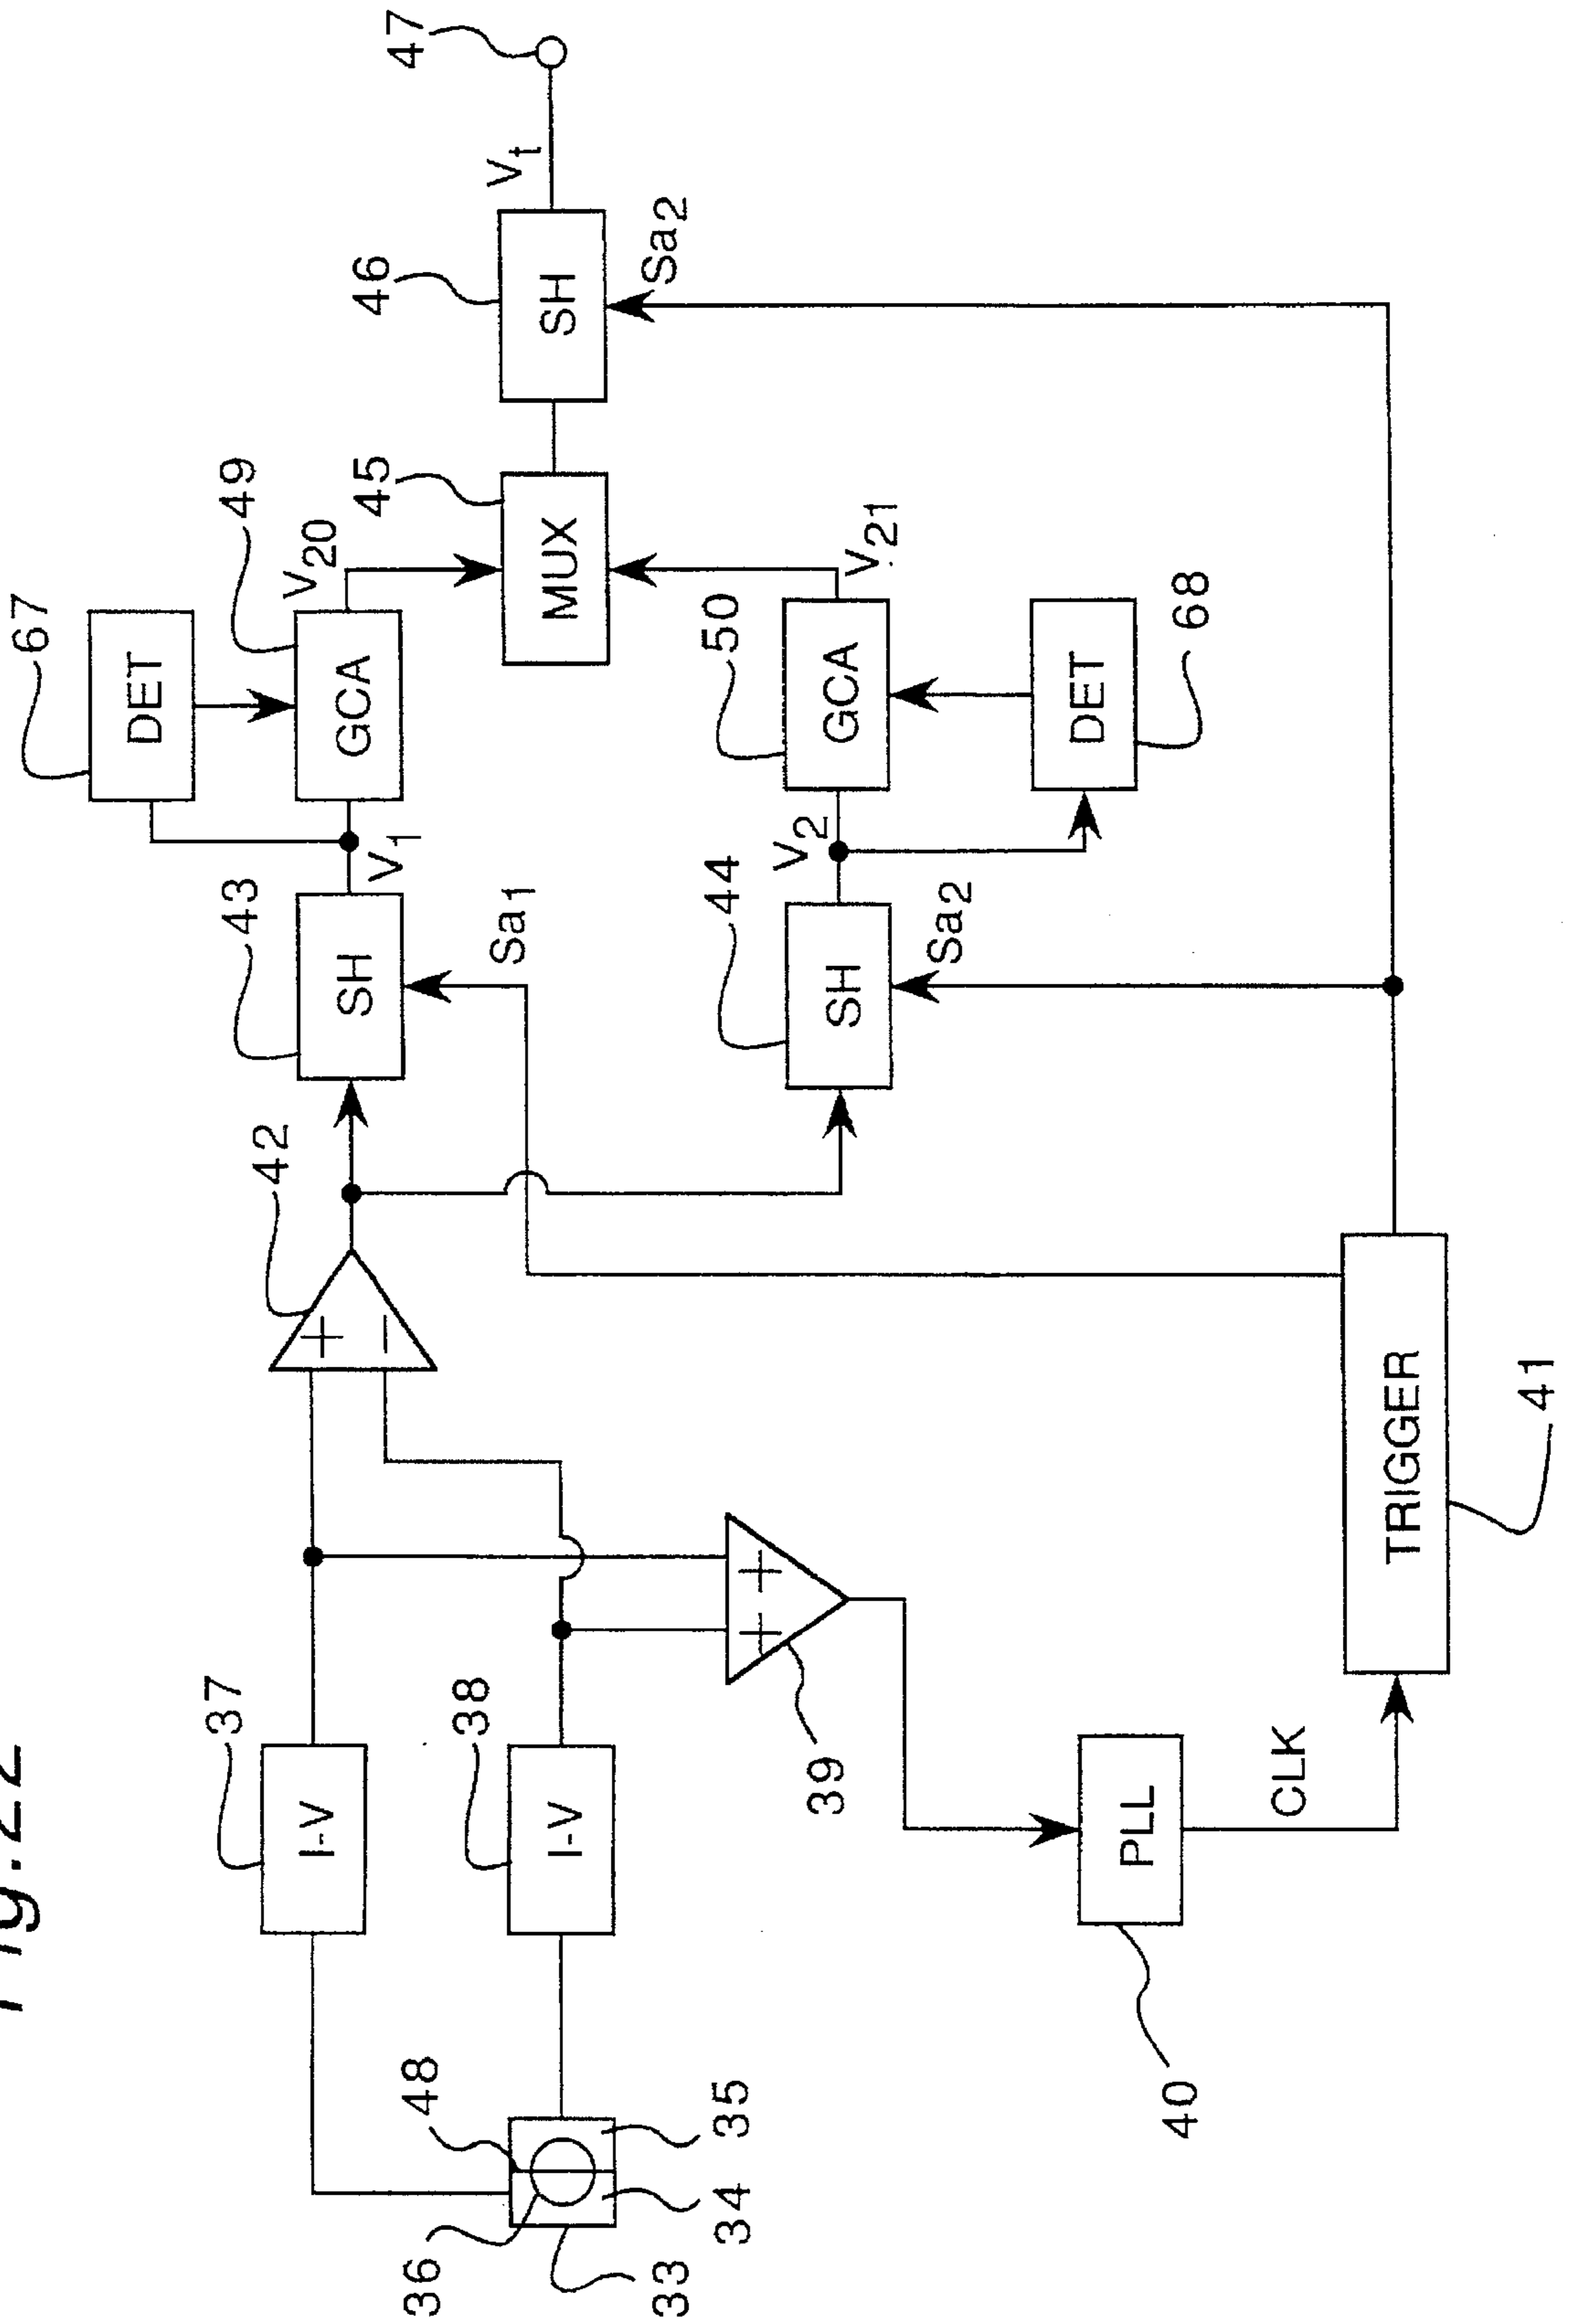 Fig.22
67
DET
37
43
49
42
V20
I-V
+
SH
GCA
−
V1
45
46
47
36
48
38
Sa1
Vt
I-V
MUX
SH
Sa2
33
34
35
44
50
+ +
V2
39
SH
GCA
V21
Sa2
DET
68
PLL
40
CLK
TRIGGER
41